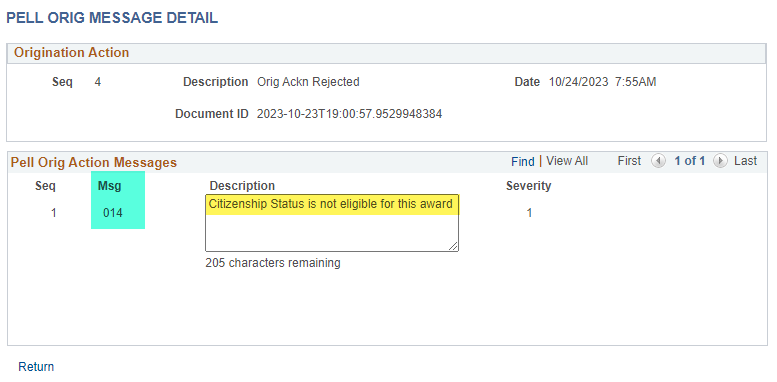 PELL ORIG MESSAGE DETAIL
Origination Action
Seq 4 Description Orig Ackn Rejected Date 10/24/2023 7:55AM
Document ID 2023-10-23T19:00:57.9529948384
Pell Orig Action Messages Find | View All First 1 of 1 Last
Seq Msg Description Severity
1 014 Citizenship Status is not eligible for this award 1
205 characters remaining
Return